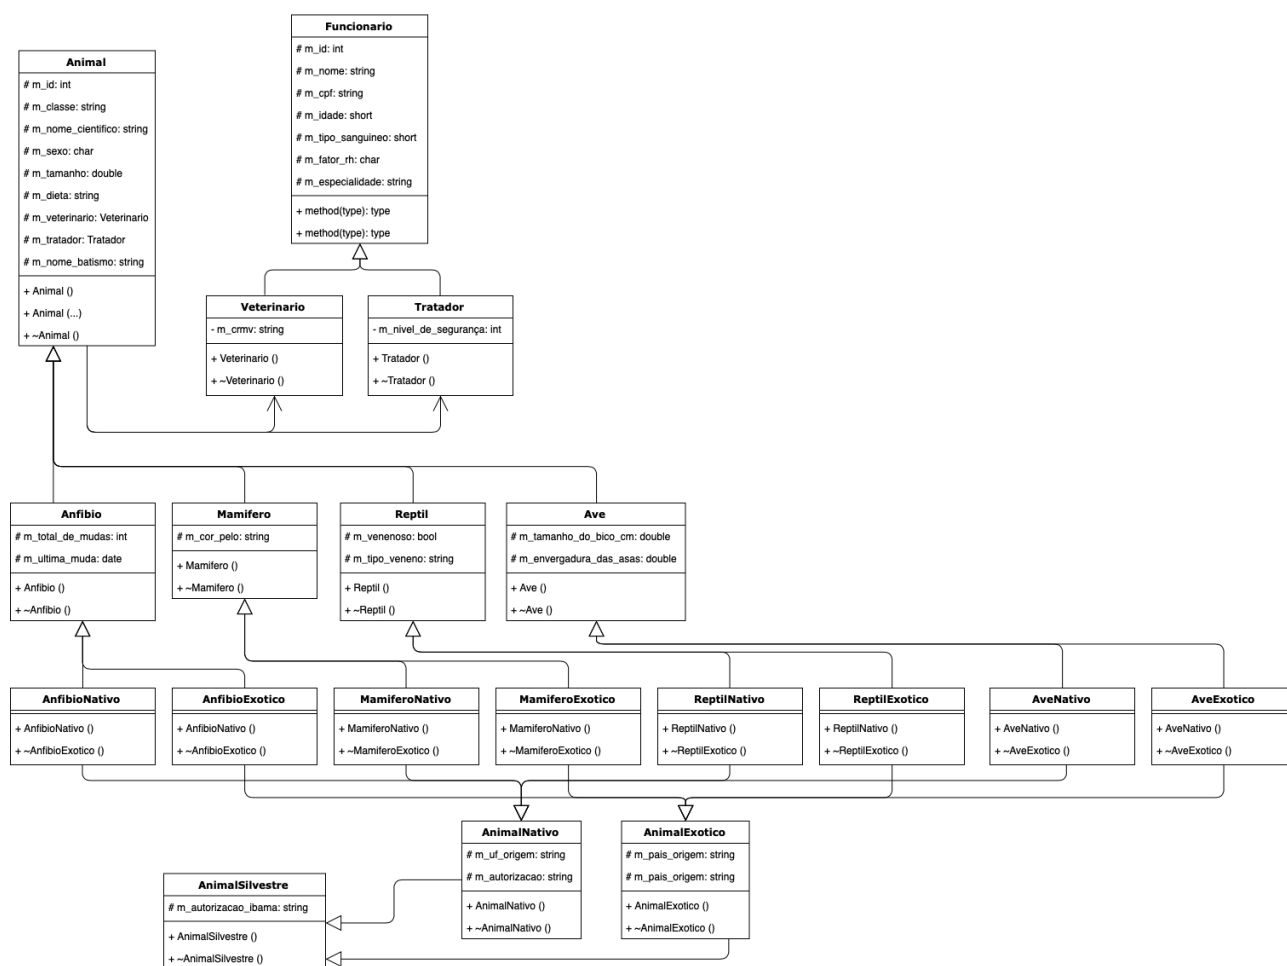 Funcionario
# m_id: int
# m_nome: string
# m_cpf: string
# m_idade: short
# m_tipo_sanguineo: short
# m_fator_rh: char
# m_especialidade: string
+ method(type): type
+ method(type): type
Animal
# m_id: int
# m_classe: string
# m_nome_cientifico: string
# m_sexo: char
# m_tamanho: double
# m_dieta: string
# m_veterinario: Veterinario
# m_tratador: Tratador
# m_nome_batismo: string
+ Animal ()
+ Animal (...)
+ ~Animal ()
Veterinario
- m_crmv: string
+ Veterinario ()
+ ~Veterinario ()
Tratador
- m_nivel_de_segurança: int
+ Tratador ()
+ ~Tratador ()
Anfibio
# m_total_de_mudas: int
# m_ultima_muda: date
+ Anfibio ()
+ ~Anfibio ()
Mamifero
# m_cor_pelo: string
+ Mamifero ()
+ ~Mamifero ()
Reptil
# m_venenoso: bool
# m_tipo_veneno: string
+ Reptil ()
+ ~Reptil ()
Ave
# m_tamanho_do_bico_cm: double
# m_envergadura_das_asas: double
+ Ave ()
+ ~Ave ()
AnfibioNativo
+ AnfibioNativo ()
+ ~AnfibioExotico ()
AnfibioExotico
+ AnfibioNativo ()
+ ~AnfibioExotico ()
MamiferoNativo
+ MamiferoNativo ()
+ ~MamiferoExotico ()
MamiferoExotico
+ MamiferoNativo ()
+ ~MamiferoExotico ()
ReptilNativo
+ ReptilNativo ()
+ ~ReptilExotico ()
ReptilExotico
+ ReptilNativo ()
+ ~ReptilExotico ()
AveNativo
+ AveNativo ()
+ ~AveExotico ()
AveExotico
+ AveNativo ()
+ ~AveExotico ()
AnimalNativo
# m_uf_origem: string
# m_autorizacao: string
+ AnimalNativo ()
+ ~AnimalNativo ()
AnimalExotico
# m_pais_origem: string
# m_pais_origem: string
+ AnimalExotico ()
+ ~AnimalExotico ()
AnimalSilvestre
# m_autorizacao_ibama: string
+ AnimalSilvestre ()
+ ~AnimalSilvestre ()